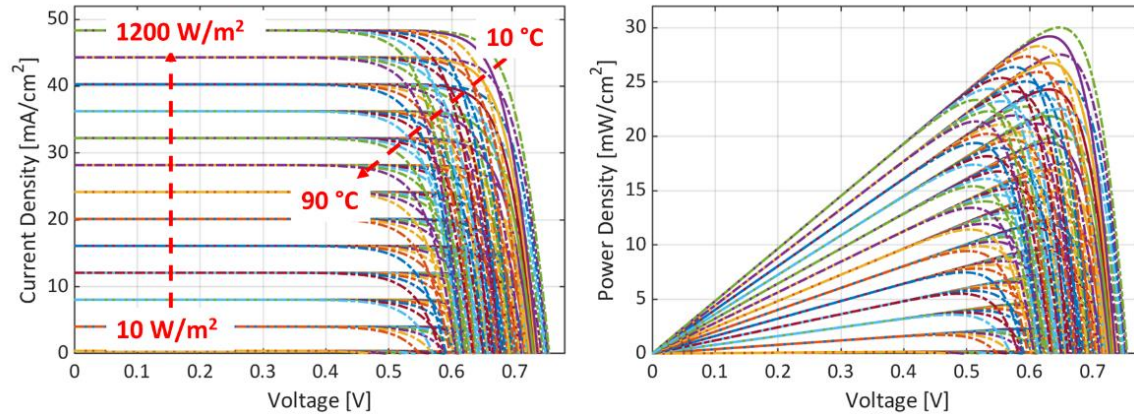 50
40
30
20
10
0
Current Density [mA/cm²]
1200 W/m²
10 °C
90 °C
10 W/m²
0 0.1 0.2 0.3 0.4 0.5 0.6 0.7
Voltage [V]
30
25
20
15
10
5
0
Power Density [mW/cm²]
0 0.1 0.2 0.3 0.4 0.5 0.6 0.7
Voltage [V]